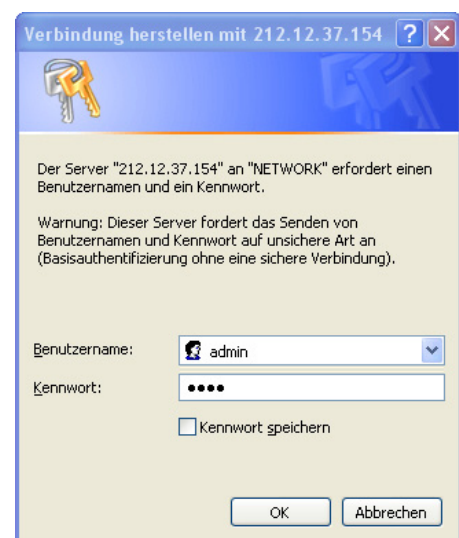 Verbindung herstellen mit 212.12.37.154
Der Server "212.12.37.154" an "NETWORK" erfordert einen
Benutzernamen und ein Kennwort.
Warnung: Dieser Server fordert das Senden von
Benutzernamen und Kennwort auf unsichere Art an
(Basisauthentifizierung ohne eine sichere Verbindung).
Benutzername: admin
Kennwort: ••••
Kennwort speichern
OK Abbrechen